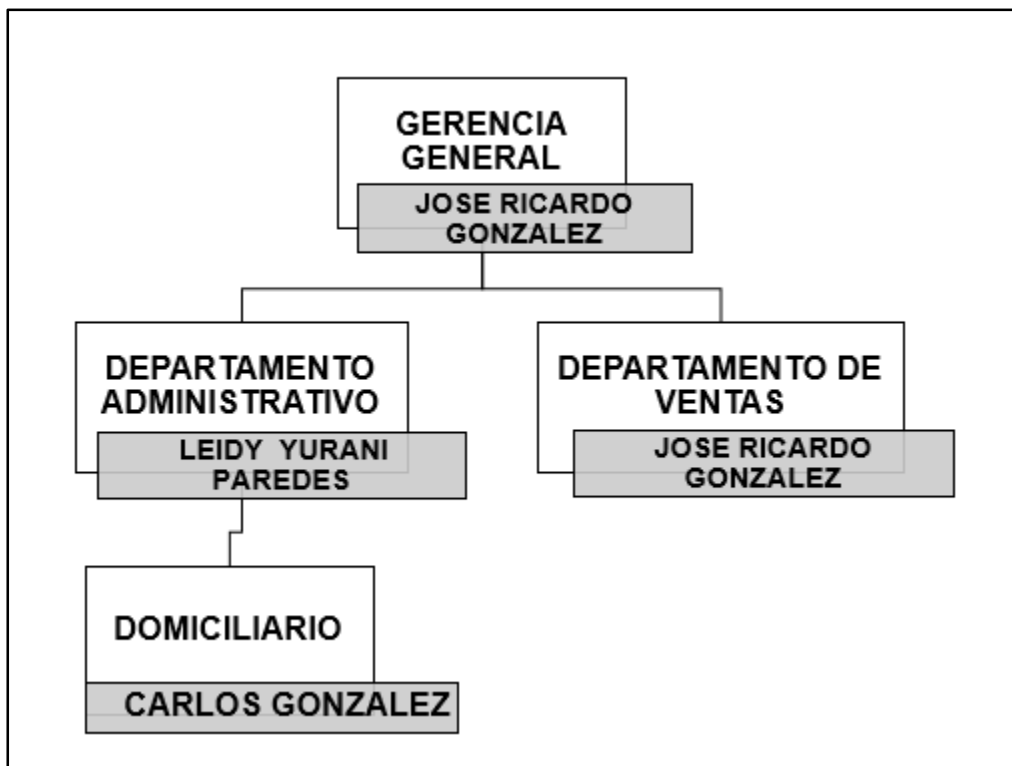 GERENCIA
GENERAL
JOSE RICARDO
GONZALEZ
DEPARTAMENTO
ADMINISTRATIVO
LEIDY YURANI
PAREDES
DEPARTAMENTO DE
VENTAS
JOSE RICARDO
GONZALEZ
DOMICILIARIO
CARLOS GONZALEZ